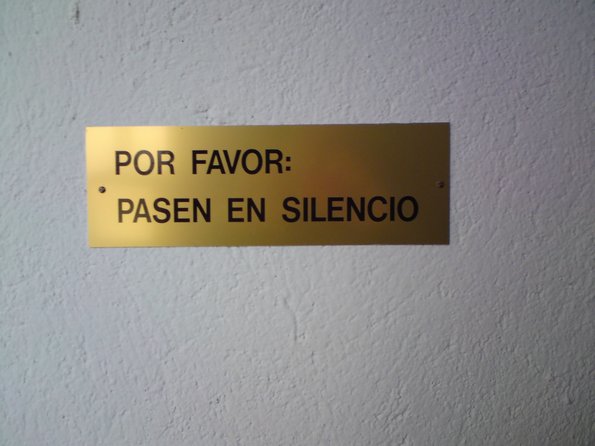 POR FAVOR:
PASEN EN SILENCIO